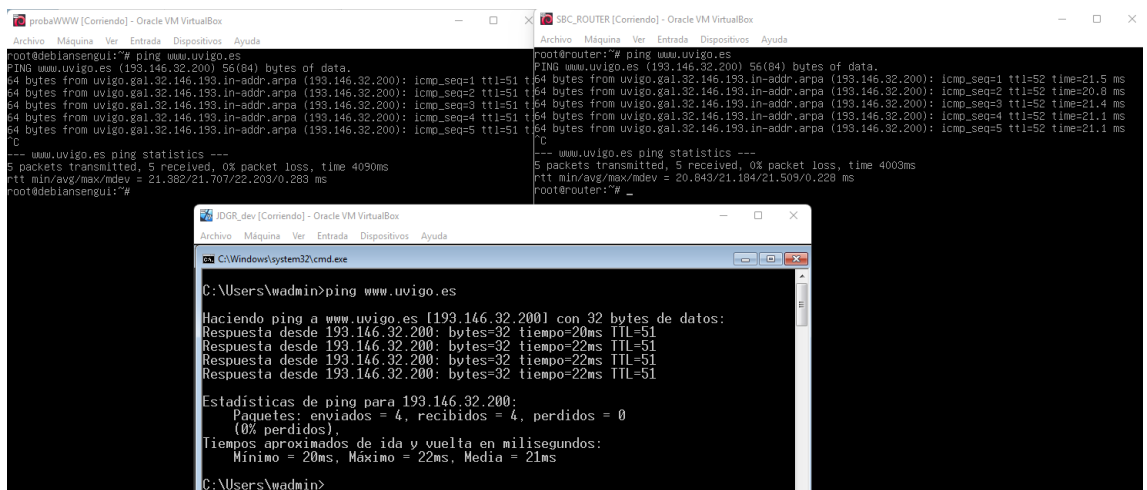 probaWWW [Corriendo] - Oracle VM VirtualBox
Archivo Máquina Ver Entrada Dispositivos Ayuda
root@debiansengui:~# ping www.uvigo.es
PING www.uvigo.es (193.146.32.200) 56(84) bytes of data.
64 bytes from uvigo.gal.32.146.193.in-addr.arpa (193.146.32.200): icmp_seq=1 ttl=51 t
64 bytes from uvigo.gal.32.146.193.in-addr.arpa (193.146.32.200): icmp_seq=2 ttl=51 t
64 bytes from uvigo.gal.32.146.193.in-addr.arpa (193.146.32.200): icmp_seq=3 ttl=51 t
64 bytes from uvigo.gal.32.146.193.in-addr.arpa (193.146.32.200): icmp_seq=4 ttl=51 t
64 bytes from uvigo.gal.32.146.193.in-addr.arpa (193.146.32.200): icmp_seq=5 ttl=51 t
^C
--- www.uvigo.es ping statistics ---
5 packets transmitted, 5 received, 0% packet loss, time 4090ms
rtt min/avg/max/mdev = 21.382/21.707/22.203/0.283 ms
root@debiansengui:~#
SBC_ROUTER [Corriendo] - Oracle VM VirtualBox
Archivo Máquina Ver Entrada Dispositivos Ayuda
root@router:~# ping www.uvigo.es
PING www.uvigo.es (193.146.32.200) 56(84) bytes of data.
64 bytes from uvigo.gal.32.146.193.in-addr.arpa (193.146.32.200): icmp_seq=1 ttl=52 time=21.5 ms
64 bytes from uvigo.gal.32.146.193.in-addr.arpa (193.146.32.200): icmp_seq=2 ttl=52 time=20.8 ms
64 bytes from uvigo.gal.32.146.193.in-addr.arpa (193.146.32.200): icmp_seq=3 ttl=52 time=21.4 ms
64 bytes from uvigo.gal.32.146.193.in-addr.arpa (193.146.32.200): icmp_seq=4 ttl=52 time=21.1 ms
64 bytes from uvigo.gal.32.146.193.in-addr.arpa (193.146.32.200): icmp_seq=5 ttl=52 time=21.1 ms
^C
--- www.uvigo.es ping statistics ---
5 packets transmitted, 5 received, 0% packet loss, time 4003ms
rtt min/avg/max/mdev = 20.843/21.184/21.509/0.228 ms
root@router:~# _
JDGR_dev [Corriendo] - Oracle VM VirtualBox
Archivo Máquina Ver Entrada Dispositivos Ayuda
C:\Windows\system32\cmd.exe
C:\Users\wadmin>ping www.uvigo.es
Haciendo ping a www.uvigo.es [193.146.32.200] con 32 bytes de datos:
Respuesta desde 193.146.32.200: bytes=32 tiempo=20ms TTL=51
Respuesta desde 193.146.32.200: bytes=32 tiempo=22ms TTL=51
Respuesta desde 193.146.32.200: bytes=32 tiempo=22ms TTL=51
Respuesta desde 193.146.32.200: bytes=32 tiempo=22ms TTL=51
Estadísticas de ping para 193.146.32.200:
Paquetes: enviados = 4, recibidos = 4, perdidos = 0
(0% perdidos),
Tiempos aproximados de ida y vuelta en milisegundos:
Mínimo = 20ms, Máximo = 22ms, Media = 21ms
C:\Users\wadmin>